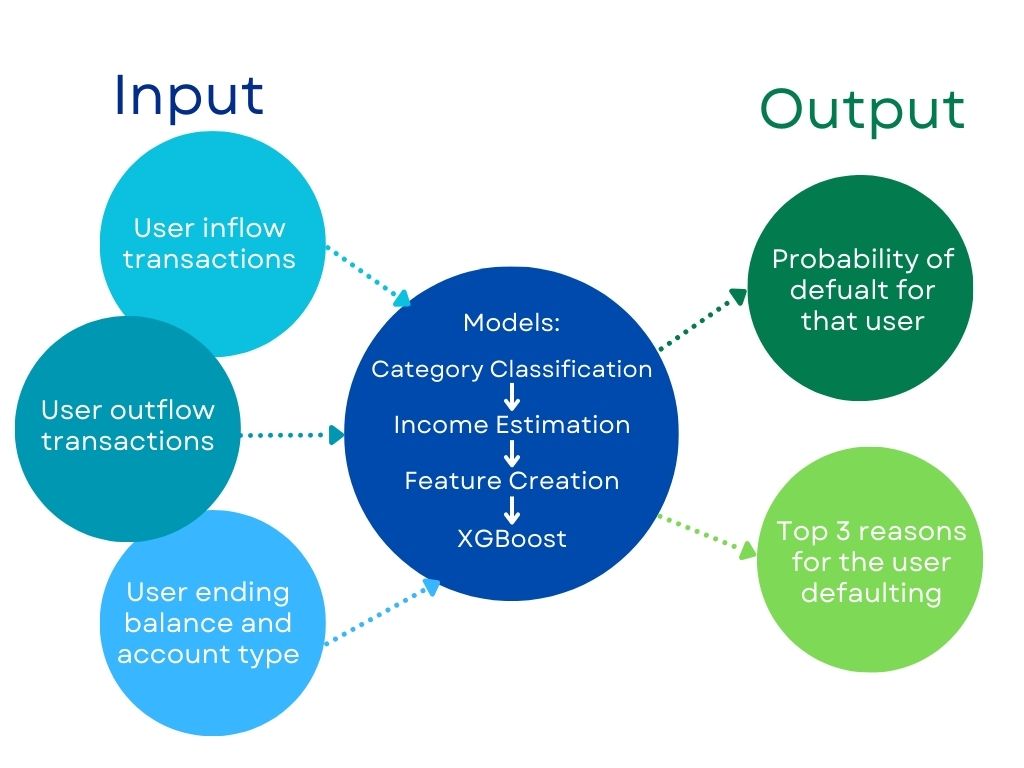 Input
Output
User inflow
transactions
User outflow
transactions
User ending
balance and
account type
Models:
Category Classification
Income Estimation
Feature Creation
XGBoost
Probability of
defualt for
that user
Top 3 reasons
for the user
defaulting